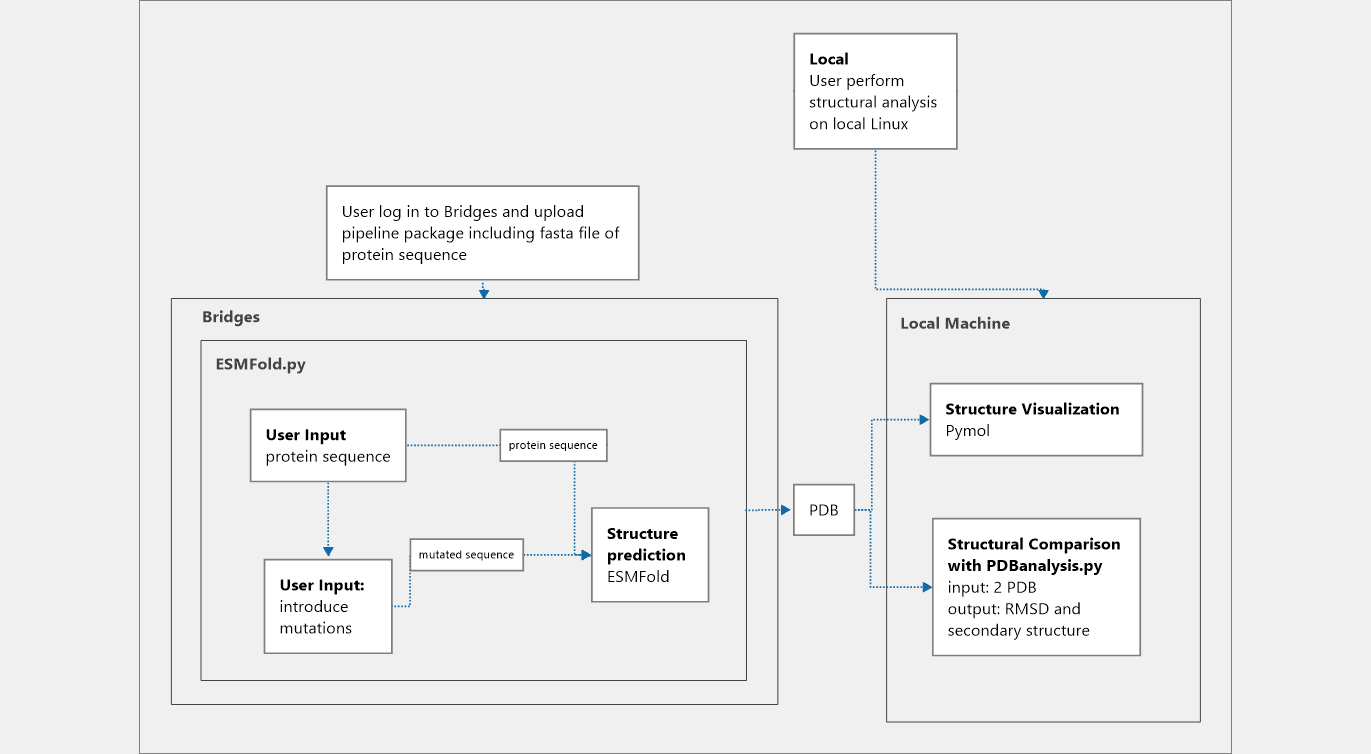 Local
User perform
structural analysis
on local Linux
User log in to Bridges and upload
pipeline package including fasta file of
protein sequence
Bridges
ESMFold.py
User Input
protein sequence
protein sequence
User Input:
introduce
mutations
mutated sequence
Structure
prediction
ESMFold
PDB
Local Machine
Structure Visualization
Pymol
Structural Comparison
with PDBanalysis.py
input: 2 PDB
output: RMSD and
secondary structure